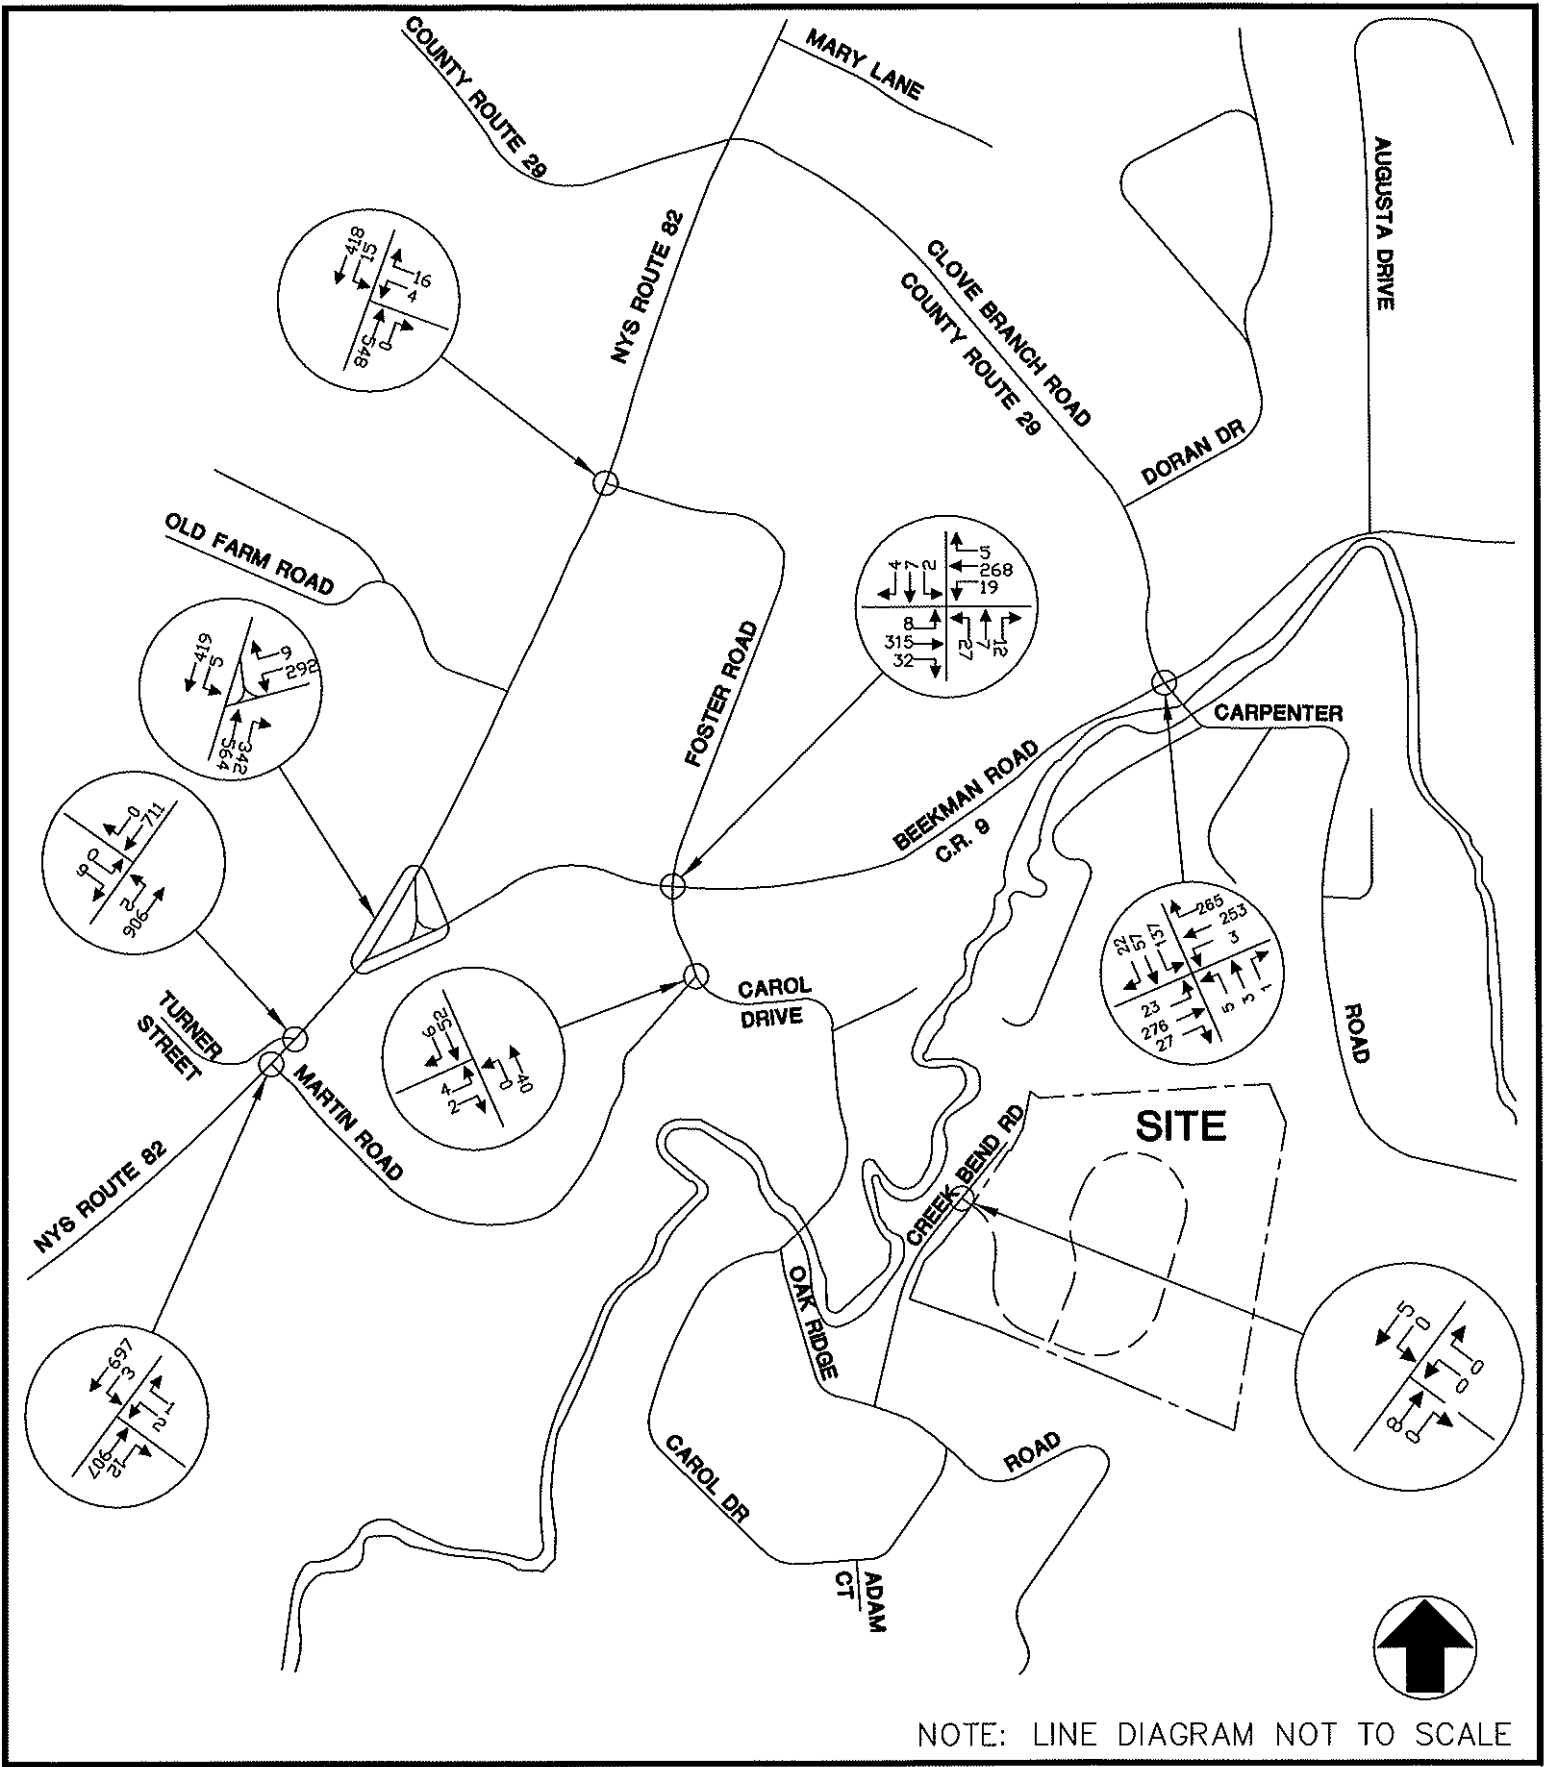 COUNTY ROUTE 29
MARY LANE
NYS ROUTE 82
AUGUSTA DRIVE
CLOVE BRANCH ROAD
COUNTY ROUTE 29
DORAN DR
418
15
16
4
548
0
OLD FARM ROAD
FOSTER ROAD
4
7
2
5
268
19
8
315
32
27
7
12
419
5
9
292
564
342
CARPENTER
BEEKMAN ROAD
C.R. 9
0
711
0
9
2
906
22
57
137
265
253
3
23
276
27
5
3
1
CAROL
DRIVE
TURNER
STREET
ROAD
9
52
4
2
0
40
MARTIN ROAD
NYS ROUTE 82
SITE
CREEK BEND RD
OAK RIDGE
5
0
0
0
8
0
697
3
1
2
907
12
CAROL DR
ROAD
ADAM
CT
NOTE: LINE DIAGRAM NOT TO SCALE